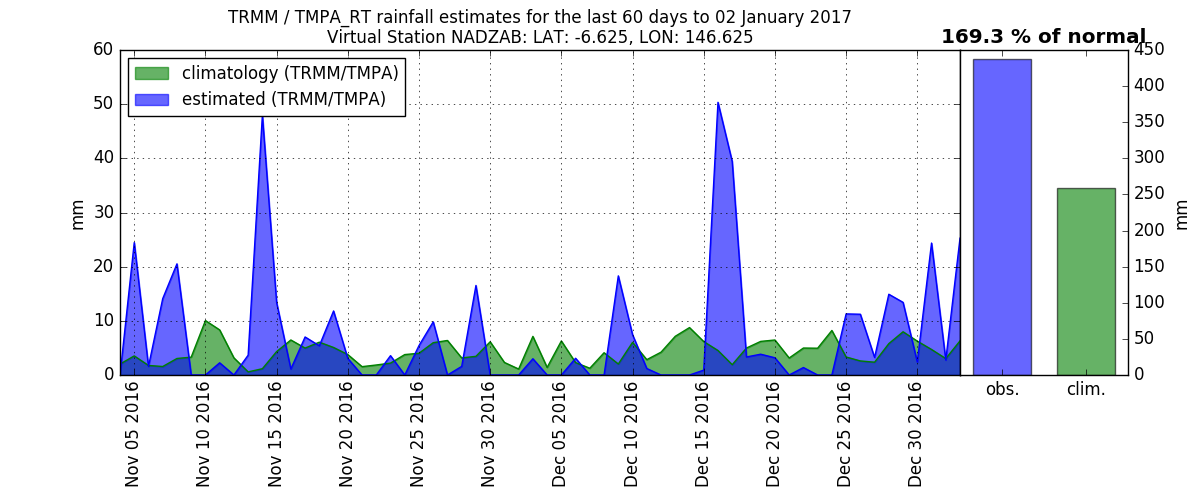 TRMM / TMPA_RT rainfall estimates for the last 60 days to 02 January 2017
Virtual Station NADZAB: LAT: -6.625, LON: 146.625
169.3 % of normal
climatology (TRMM/TMPA)
estimated (TRMM/TMPA)
60
50
40
30
20
10
0
mm
Nov 05 2016
Nov 10 2016
Nov 15 2016
Nov 20 2016
Nov 25 2016
Nov 30 2016
Dec 05 2016
Dec 10 2016
Dec 15 2016
Dec 20 2016
Dec 25 2016
Dec 30 2016
obs.
clim.
450
400
350
300
250
200
150
100
50
0
mm